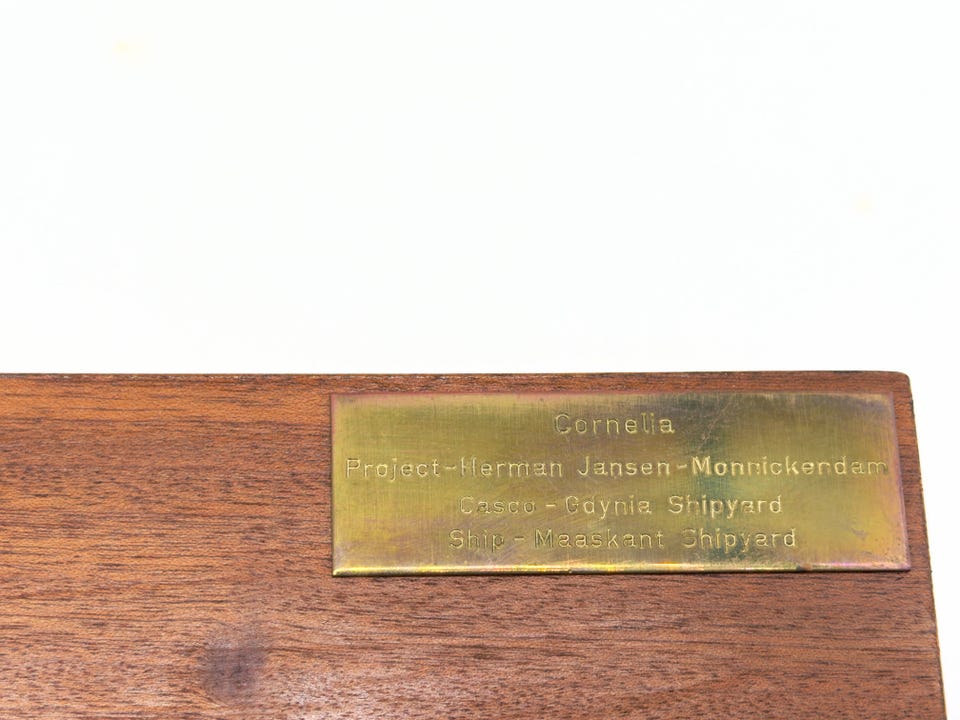 Cornelia
Project-Herman Jansen-Monnickendam
Casco - Gdynia Shipyard
Ship - Maaskant Shipyard